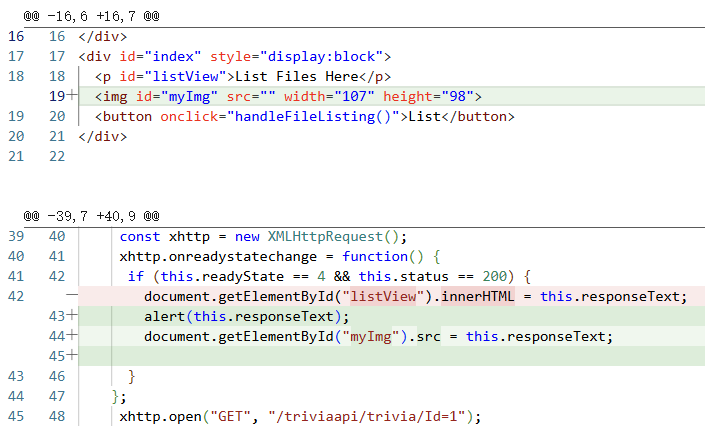 @@ -16,6 +16,7 @@
16 16 </div>
17 17 <div id="index" style="display:block">
18 18 <p id="listView">List Files Here</p>
19+ <img id="myImg" src="" width="107" height="98">
19 20 <button onclick="handleFileListing()">List</button>
20 21 </div>
21 22
@@ -39,7 +40,9 @@
39 40 const xhttp = new XMLHttpRequest();
40 41 xhttp.onreadystatechange = function() {
41 42 if (this.readyState == 4 && this.status == 200) {
42 — document.getElementById("listView").innerHTML = this.responseText;
43+ alert(this.responseText);
44+ document.getElementById("myImg").src = this.responseText;
45+
43 46 }
44 47 };
45 48 xhttp.open("GET", "/triviaapi/trivia/Id=1");